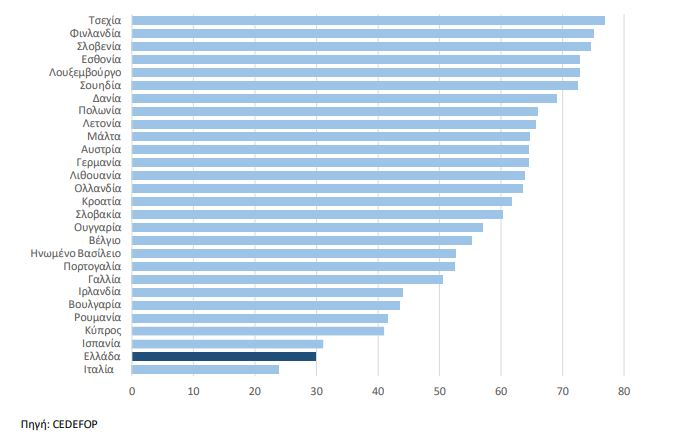 Τσεχία
Φινλανδία
Σλοβενία
Εσθονία
Λουξεμβούργο
Σουηδία
Δανία
Πολωνία
Λετονία
Μάλτα
Αυστρία
Γερμανία
Λιθουανία
Ολλανδία
Κροατία
Σλοβακία
Ουγγαρία
Βέλγιο
Ηνωμένο Βασίλειο
Πορτογαλία
Γαλλία
Ιρλανδία
Βουλγαρία
Ρουμανία
Κύπρος
Ισπανία
Ελλάδα
Ιταλία
0 10 20 30 40 50 60 70 80
Πηγή: CEDEFOP